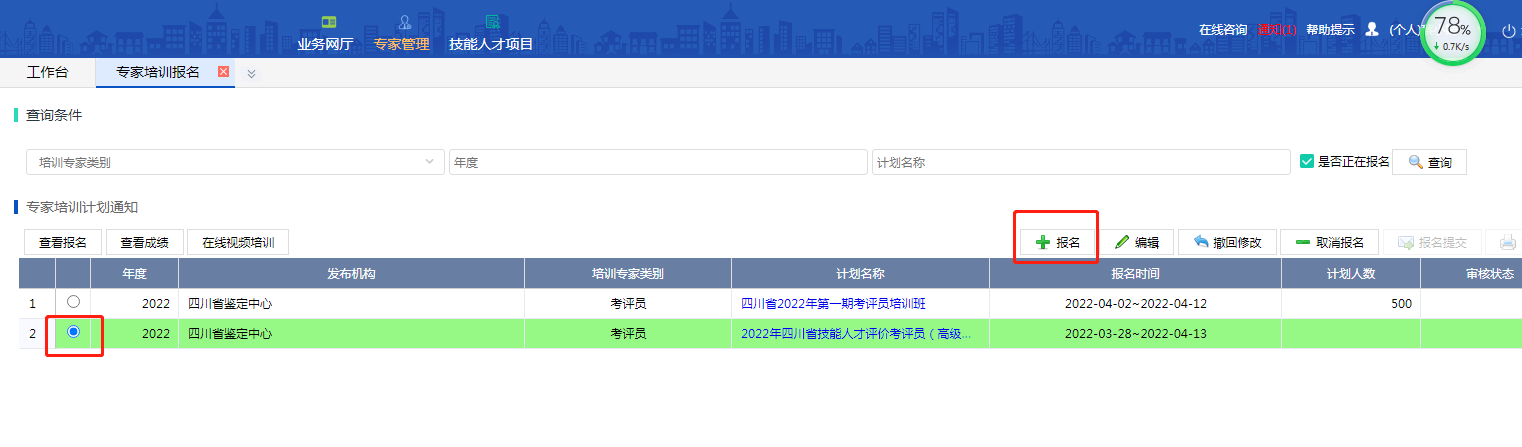 业务网厅 专家管理 技能人才项目 在线咨询 通知(1) 帮助提示 (个人) 78%
0.7K/s
工作台 专家培训报名
查询条件
培训专家类别 年度 计划名称 是否正在报名 查询
专家培训计划通知
查看报名 查看成绩 在线视频培训 报名 编辑 撤回修改 取消报名 报名提交
年度 发布机构 培训专家类别 计划名称 报名时间 计划人数 审核状态
1 2022 四川省鉴定中心 考评员 四川省2022年第一期考评员培训班 2022-04-02~2022-04-12 500
2 2022 四川省鉴定中心 考评员 2022年四川省技能人才评价考评员（高级... 2022-03-28~2022-04-13